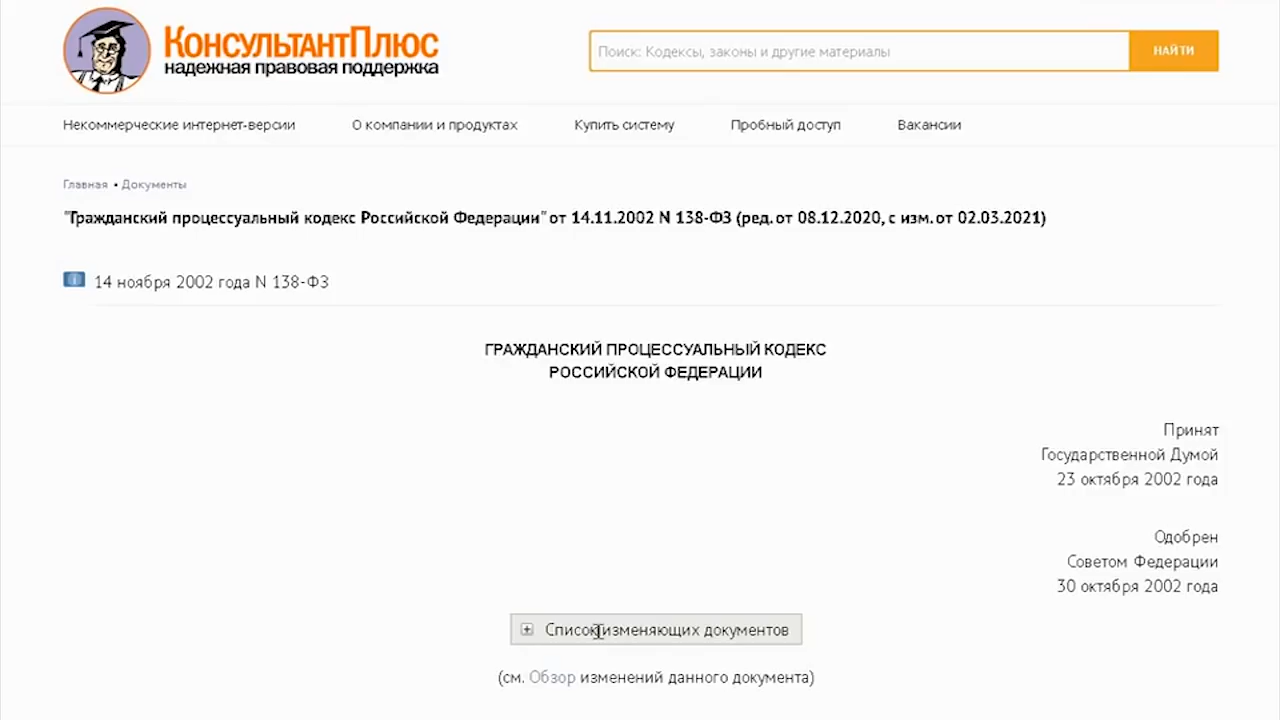 КонсультантПлюс
надежная правовая поддержка
Поиск: Кодексы, законы и другие материалы
НАЙТИ
Некоммерческие интернет-версии О компании и продуктах Купить систему Пробный доступ Вакансии
Главная • Документы
"Гражданский процессуальный кодекс Российской Федерации" от 14.11.2002 N 138-ФЗ (ред. от 08.12.2020, с изм. от 02.03.2021)
14 ноября 2002 года N 138-ФЗ
ГРАЖДАНСКИЙ ПРОЦЕССУАЛЬНЫЙ КОДЕКС
РОССИЙСКОЙ ФЕДЕРАЦИИ
Принят
Государственной Думой
23 октября 2002 года
Одобрен
Советом Федерации
30 октября 2002 года
Список изменяющих документов
(см. Обзор изменений данного документа)